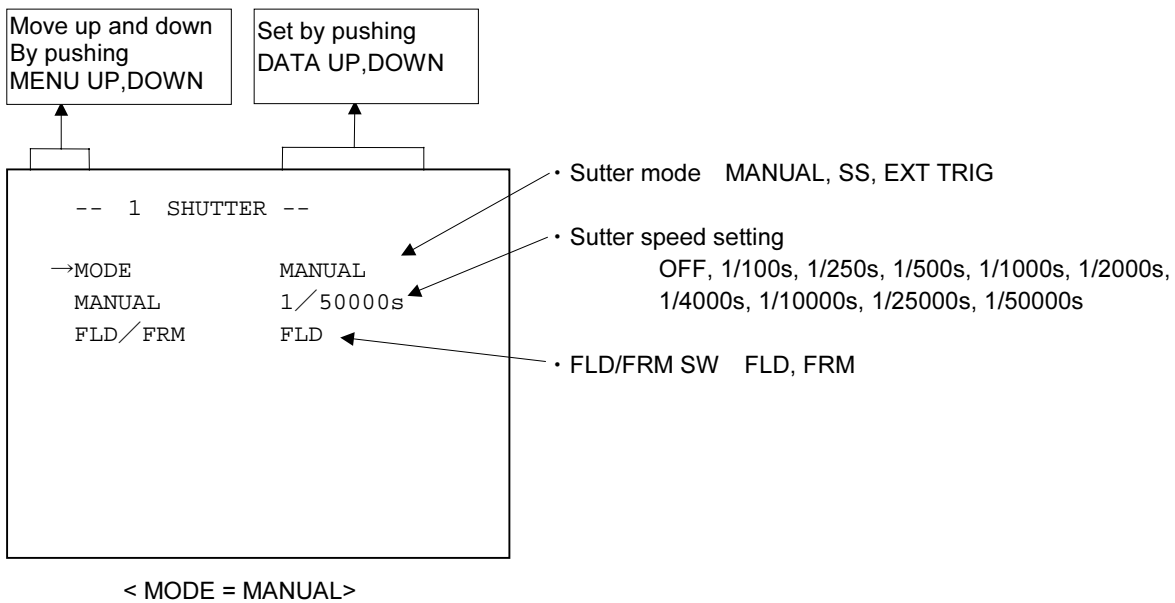 Move up and down
By pushing
MENU UP,DOWN
Set by pushing
DATA UP,DOWN
-- 1 SHUTTER --
→MODE MANUAL
MANUAL 1／50000s
FLD／FRM FLD
・Sutter mode MANUAL, SS, EXT TRIG
・Sutter speed setting
OFF, 1/100s, 1/250s, 1/500s, 1/1000s, 1/2000s,
1/4000s, 1/10000s, 1/25000s, 1/50000s
・FLD/FRM SW FLD, FRM
< MODE = MANUAL>